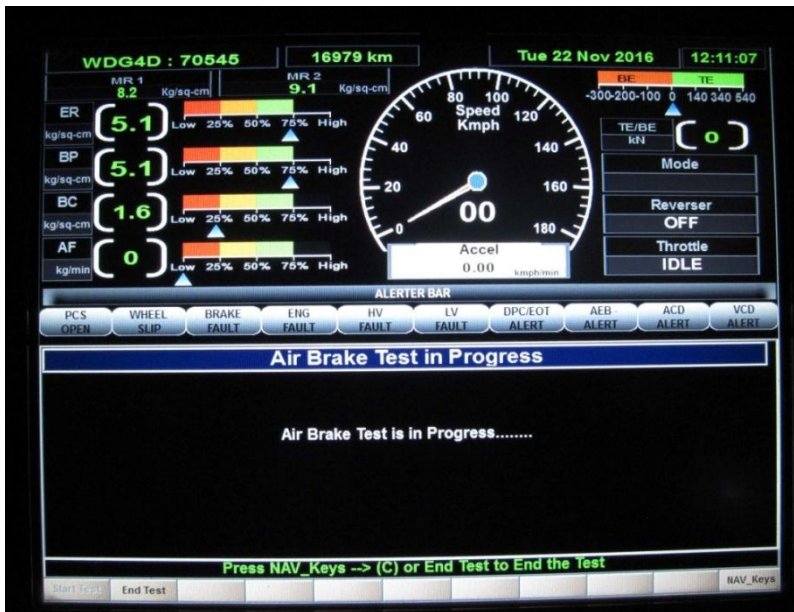 WDG4D : 70545 16979 km Tue 22 Nov 2016 12:11:07
MR 1 8.2 Kg/sq-cm MR 2 9.1 Kg/sq-cm
BE TE
-300-200-100 0 140 340 540
ER kg/sq-cm 5.1 Low 25% 50% 75% High
BP kg/sq-cm 5.1 Low 25% 50% 75% High
BC kg/sq-cm 1.6 Low 25% 50% 75% High
AF kg/min 0 Low 25% 50% 75% High
Speed
Kmph
0 20 40 60 80 100 120 140 160 180
00
Accel
0.00 kmph/min
TE/BE kN 0
Mode
Reverser
OFF
Throttle
IDLE
ALERTER BAR
PCS OPEN
WHEEL SLIP
BRAKE FAULT
ENG FAULT
HV FAULT
LV FAULT
DPC/EOT ALERT
AEB ALERT
ACD ALERT
VCD ALERT
Air Brake Test in Progress
Air Brake Test is in Progress........
Press NAV_Keys --> (C) or End Test to End the Test
Start Test End Test NAV_Keys